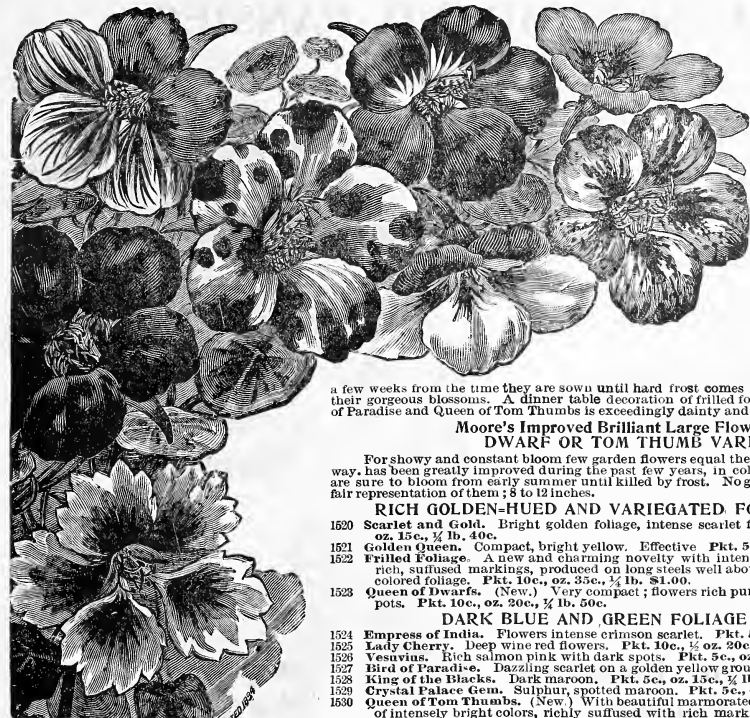 a few weeks from the time they are sown until hard frost comes
their gorgeous blossoms. A dinner table decoration of frilled fo
of Paradise and Queen of Tom Thumbs is exceedingly dainty and
Moore's Improved Brilliant Large Flow
DWARF OR TOM THUMB VARI
For showy and constant bloom few garden flowers equal the
way. has been greatly improved during the past few years, in col
are sure to bloom from early summer until killed by frost. No g
fair representation of them; 8 to 12 inches.
RICH GOLDEN=HUED AND VARIEGATED FO
1520 Scarlet and Gold. Bright golden foliage, intense scarlet f
oz. 15c., ¼ lb. 40c.
1521 Golden Queen. Compact, bright yellow. Effective Pkt. 5
1522 Frilled Foliage. A new and charming novelty with inten
rich, suffused markings, produced on long steels well abov
colored foliage. Pkt. 10c., oz. 35c., ¼ lb. $1.00.
1523 Queen of Dwarfs. (New.) Very compact; flowers rich pur
pots. Pkt. 10c., oz. 20c., ¼ lb. 50c.
DARK BLUE AND GREEN FOLIAGE
1524 Empress of India. Flowers intense crimson scarlet. Pkt.
1525 Lady Cherry. Deep wine red flowers. Pkt. 10c., ½ oz. 20c
1526 Vesuvius. Rich salmon pink with dark spots. Pkt. 5c., oz
1527 Bird of Paradise. Dazzling scarlet on a golden yellow grou
1528 King of the Blacks. Dark maroon. Pkt. 5c., oz. 15c., ¼ l
1529 Crystal Palace Gem. Sulphur, spotted maroon. Pkt. 5c.,
1530 Queen of Tom Thumbs. (New.) With beautiful marmorate
of intensely bright colors, richly suffused with rich mark